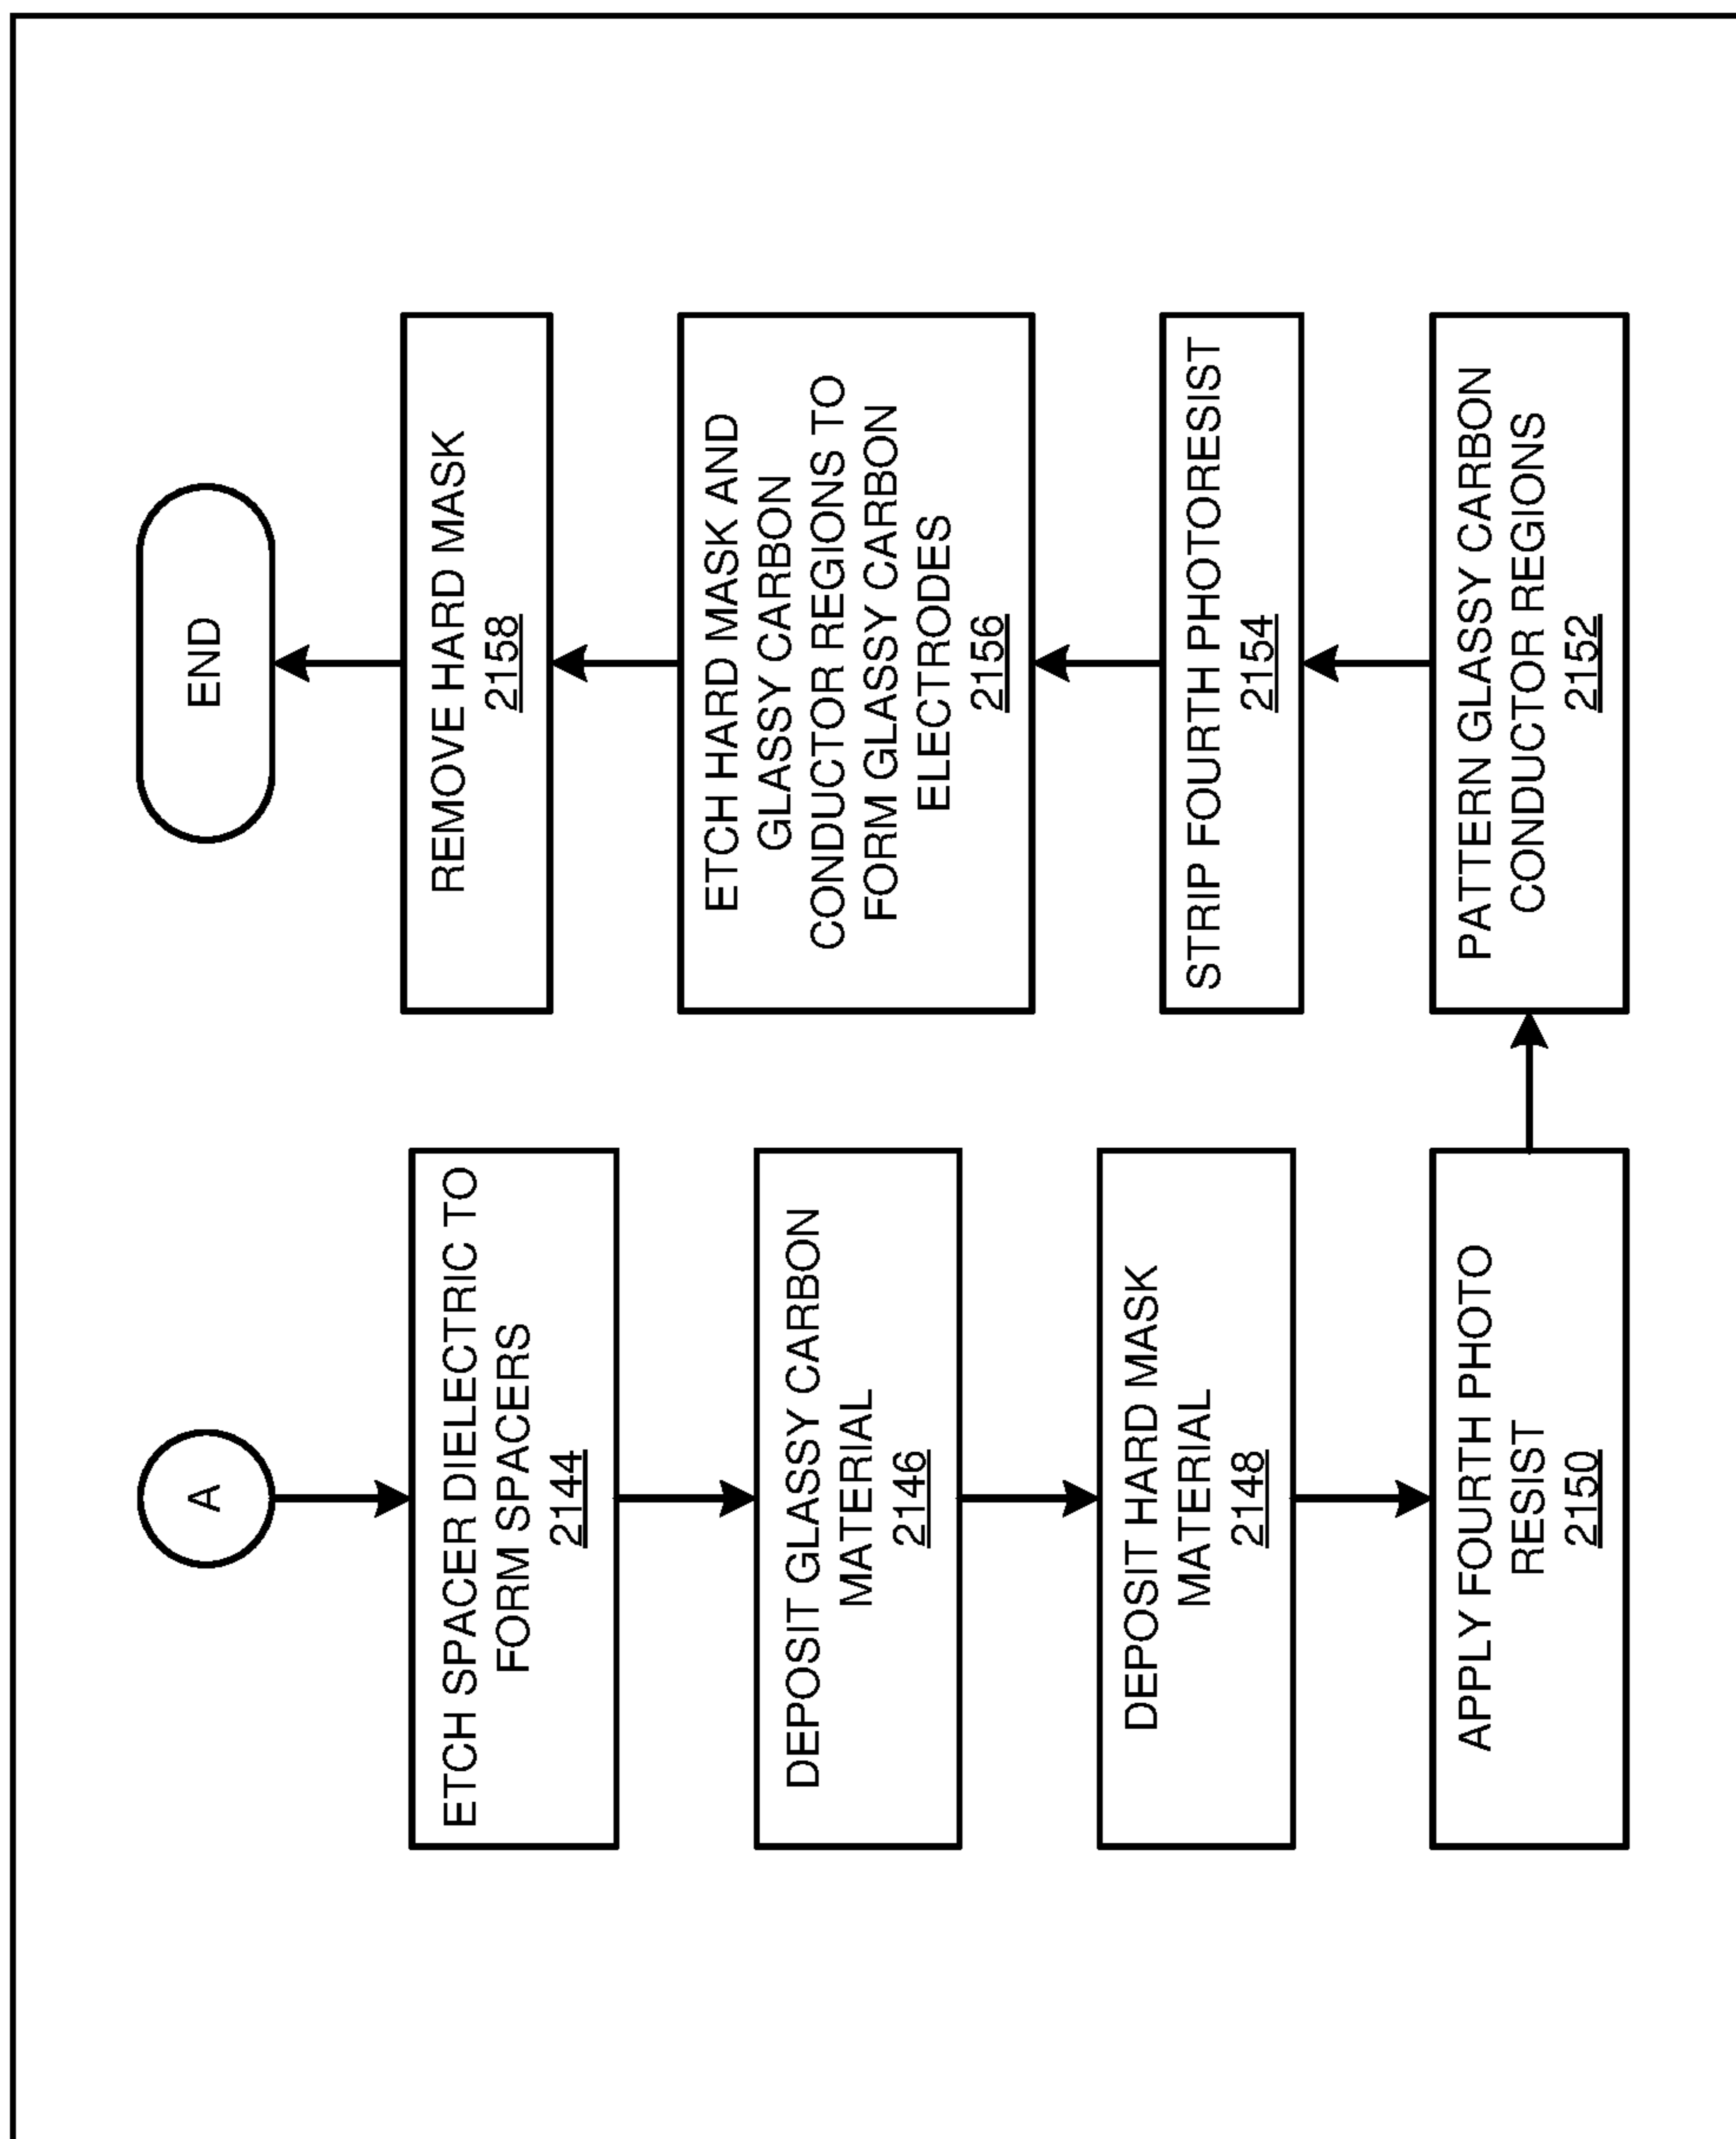 A
ETCH SPACER DIELECTRIC TO
FORM SPACERS
2144
DEPOSIT GLASSY CARBON
MATERIAL
2146
DEPOSIT HARD MASK
MATERIAL
2148
APPLY FOURTH PHOTO
RESIST
2150
PATTERN GLASSY CARBON
CONDUCTOR REGIONS
2152
STRIP FOURTH PHOTORESIST
2154
ETCH HARD MASK AND
GLASSY CARBON
CONDUCTOR REGIONS TO
FORM GLASSY CARBON
ELECTRODES
2156
REMOVE HARD MASK
2158
END